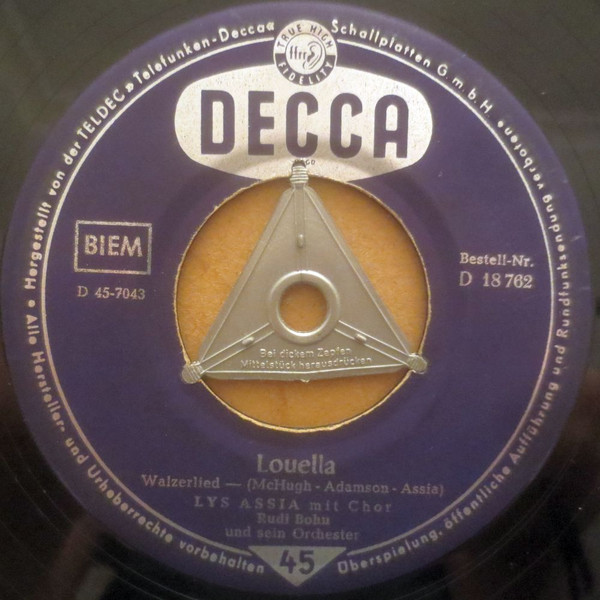 Hergestellt von der TELDEC »Telefunken-Decca« Schallplatten G.m.b.H.
TRUE HIGH
ffrr
FIDELITY
DECCA
BIEM
D 45-7043
Bestell-Nr.
D 18 762
Bei dickem Zapfen
Mittelstück herausdrücken
Louella
Walzerlied — (McHugh - Adamson - Assia)
LYS ASSIA mit Chor
Rudi Bohn
und sein Orchester
45
Alle Hersteller- und Urheberrechte vorbehalten
Überspielung, öffentliche Aufführung und Rundfunksendung verboten